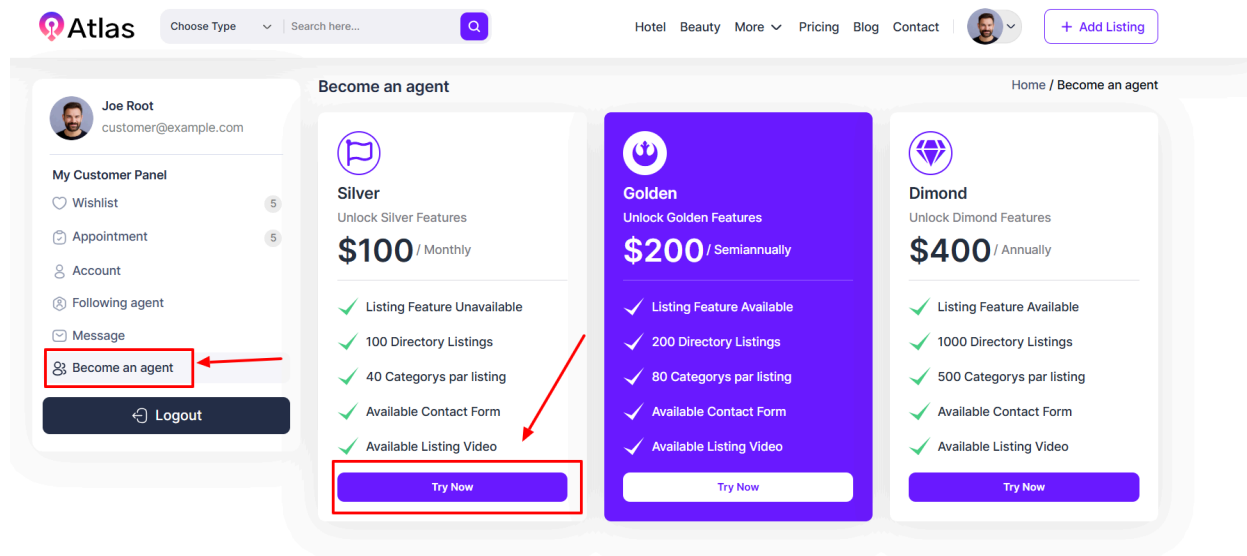 Atlas
Choose Type
Search here...
Hotel Beauty More Pricing Blog Contact
+ Add Listing
Joe Root
customer@example.com
My Customer Panel
Wishlist 5
Appointment 5
Account
Following agent
Message
Become an agent
Logout
Become an agent
Home / Become an agent
Silver
Unlock Silver Features
$100 / Monthly
Listing Feature Unavailable
100 Directory Listings
40 Categorys par listing
Available Contact Form
Available Listing Video
Try Now
Golden
Unlock Golden Features
$200 / Semiannually
Listing Feature Available
200 Directory Listings
80 Categorys par listing
Available Contact Form
Available Listing Video
Try Now
Dimond
Unlock Dimond Features
$400 / Annually
Listing Feature Available
1000 Directory Listings
500 Categorys par listing
Available Contact Form
Available Listing Video
Try Now